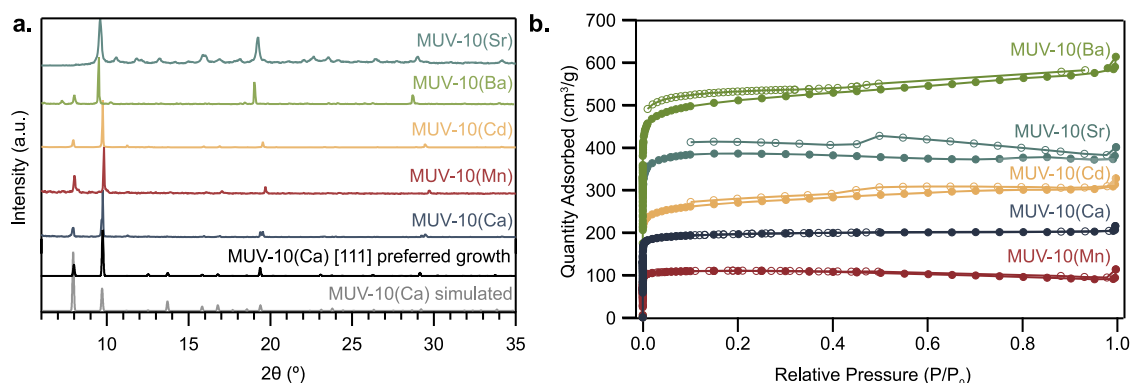 a.
MUV-10(Sr)
MUV-10(Ba)
MUV-10(Cd)
MUV-10(Mn)
MUV-10(Ca)
MUV-10(Ca) [111] preferred growth
MUV-10(Ca) simulated
Intensity (a.u.)
10 15 20 25 30 35
2θ (º)
b.
700
600
500
400
300
200
100
0
Quantity Adsorbed (cm³/g)
MUV-10(Ba)
MUV-10(Sr)
MUV-10(Cd)
MUV-10(Ca)
MUV-10(Mn)
0.0 0.2 0.4 0.6 0.8 1.0
Relative Pressure (P/P₀)